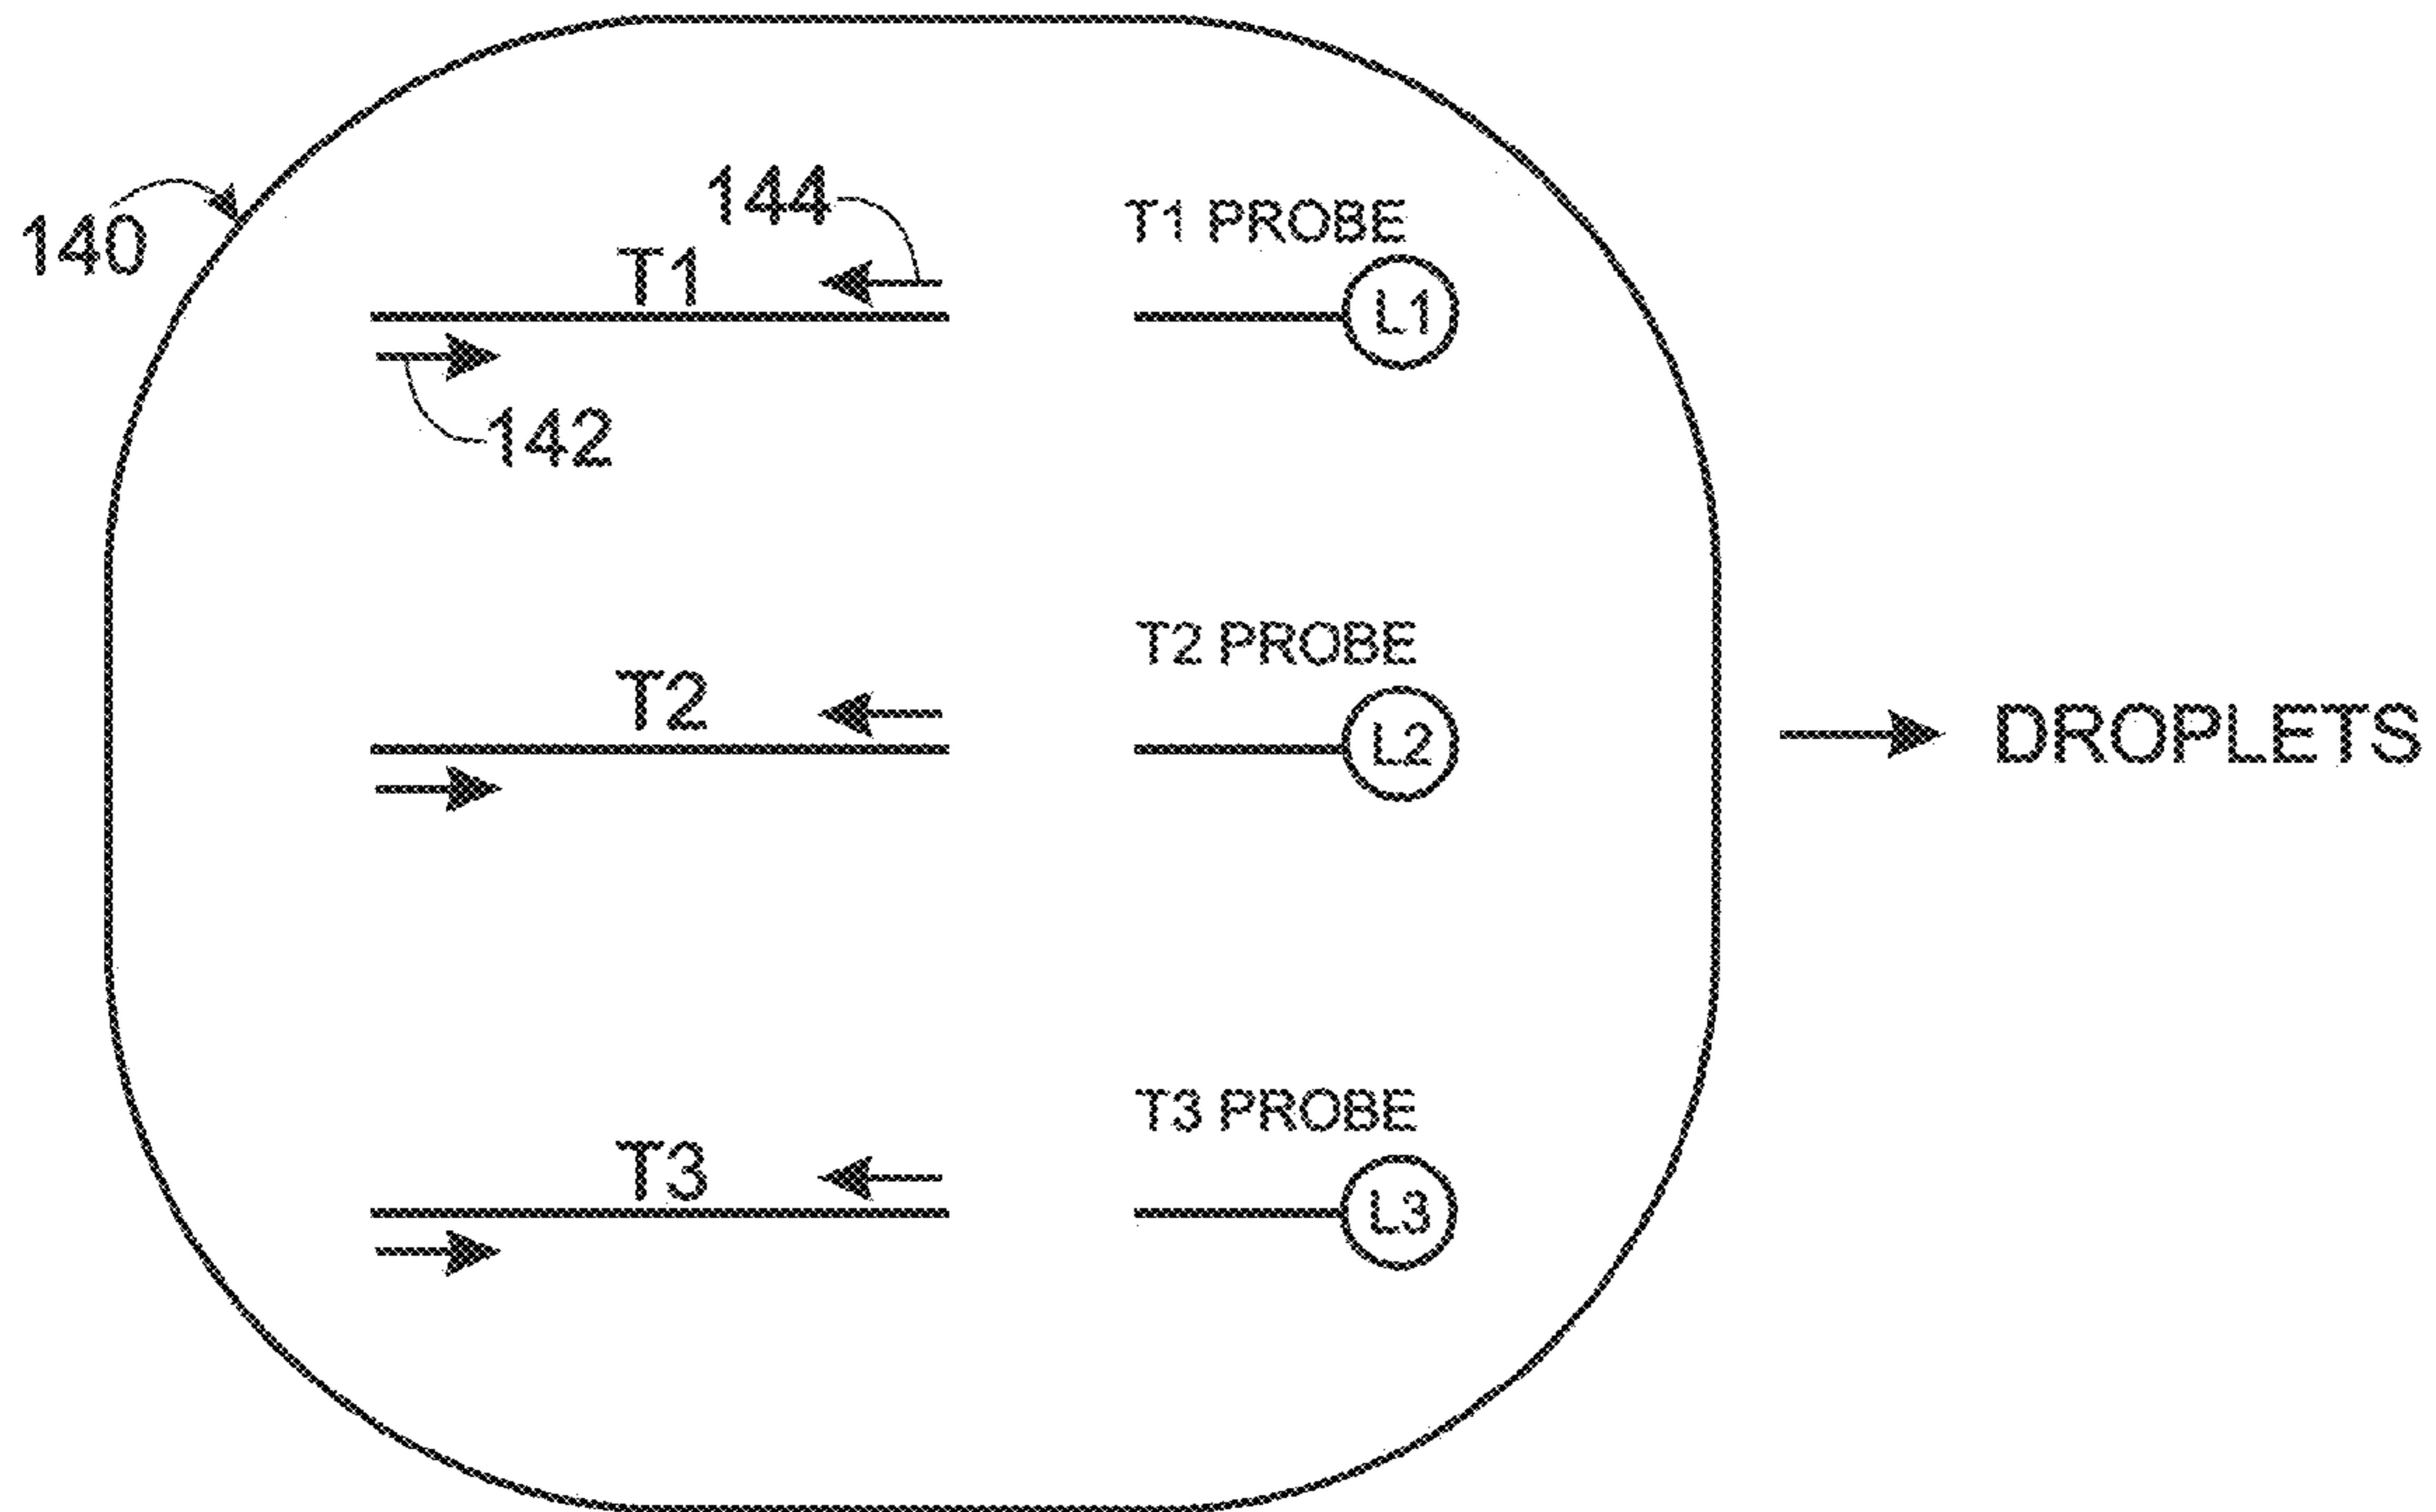 144
T1 PROBE
140
T1
L1
142
T2 PROBE
T2
L2
DROPLETS
T3 PROBE
T3
L3